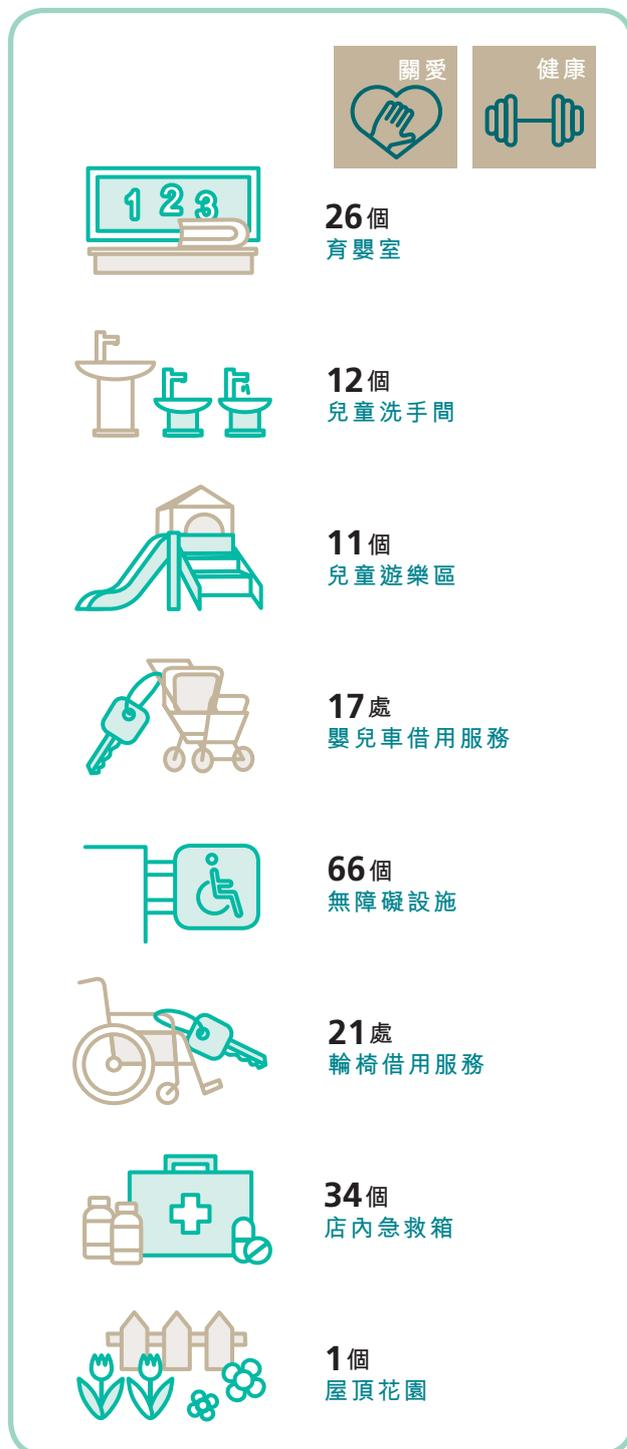 關愛
健康
1 2 3
26個
育嬰室
12個
兒童洗手間
11個
兒童遊樂區
17處
嬰兒車借用服務
66個
無障礙設施
21處
輪椅借用服務
34個
店內急救箱
1個
屋頂花園